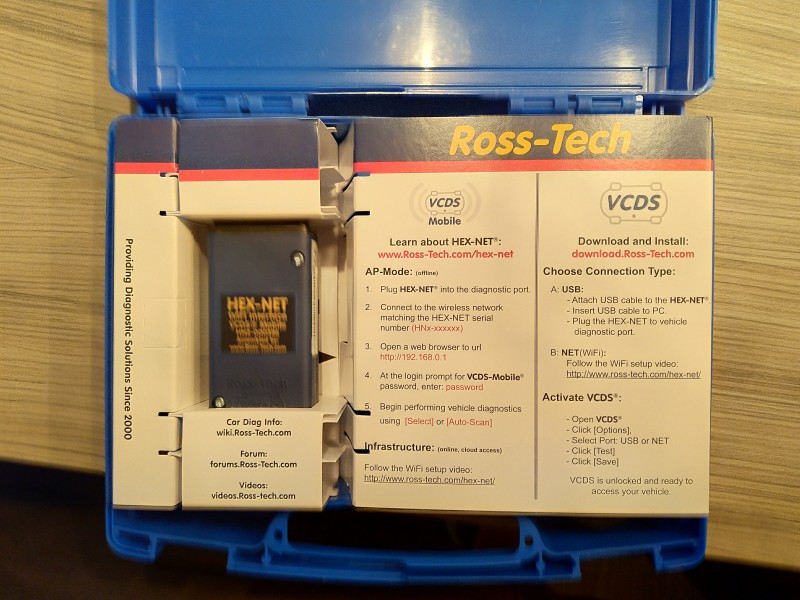 Ross-Tech
Providing Diagnostic Solutions Since 2000
HEX-NET
Ross-Tech
Car Diag Info:
wiki.Ross-Tech.com
Forum:
forums.Ross-Tech.com
Videos:
videos.Ross-tech.com
VCDS
Mobile
Learn about HEX-NET®:
www.Ross-Tech.com/hex-net
AP-Mode: (offline)
1. Plug HEX-NET® into the diagnostic port.
2. Connect to the wireless network
matching the HEX-NET serial
number (HNx-xxxxxx)
3. Open a web browser to url
http://192.168.0.1
4. At the login prompt for VCDS-Mobile®
password, enter: password
5. Begin performing vehicle diagnostics
using [Select] or [Auto-Scan]
Infrastructure: (online, cloud access)
Follow the WiFi setup video:
http://www.ross-tech.com/hex-net/
VCDS
Download and Install:
download.Ross-Tech.com
Choose Connection Type:
A: USB:
- Attach USB cable to the HEX-NET®
- Insert USB cable to PC.
- Plug the HEX-NET to vehicle
diagnostic port.
B: NET(WiFi):
Follow the WiFi setup video:
http://www.ross-tech.com/hex-net/
Activate VCDS®:
- Open VCDS®
- Click [Options],
- Select Port: USB or NET
- Click [Test]
- Click [Save]
VCDS is unlocked and ready to
access your vehicle.